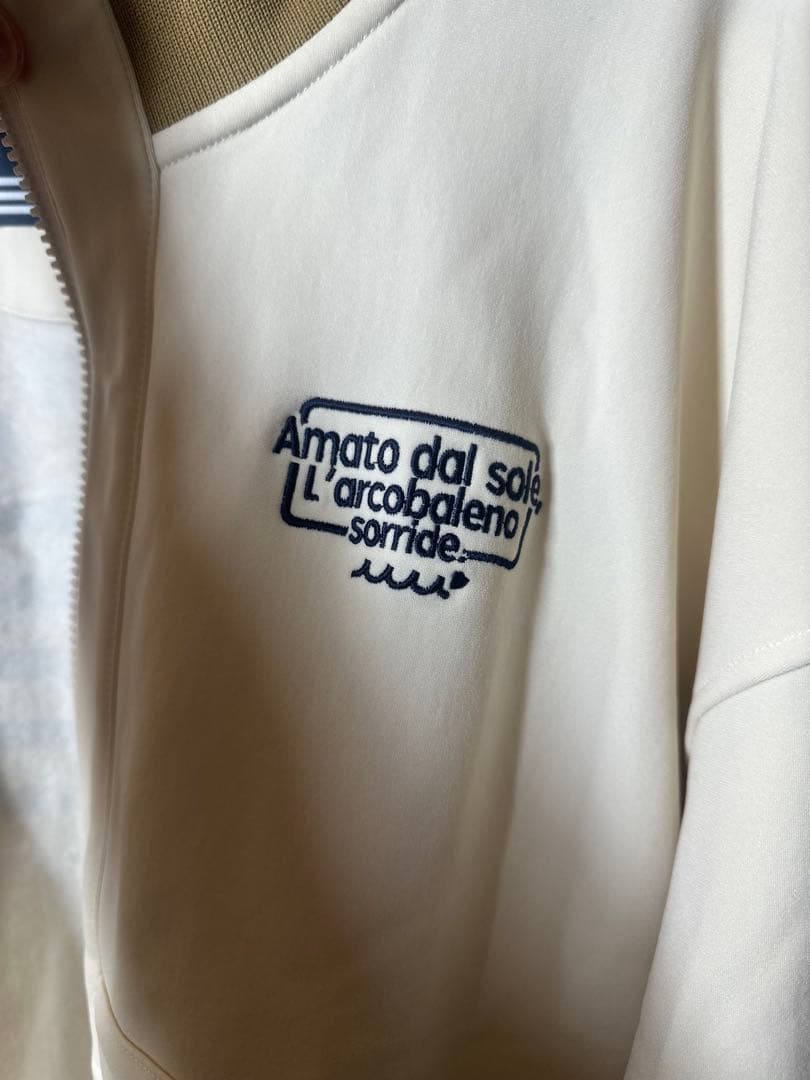 Amato dal sole,
L'arcobaleno
sorride.